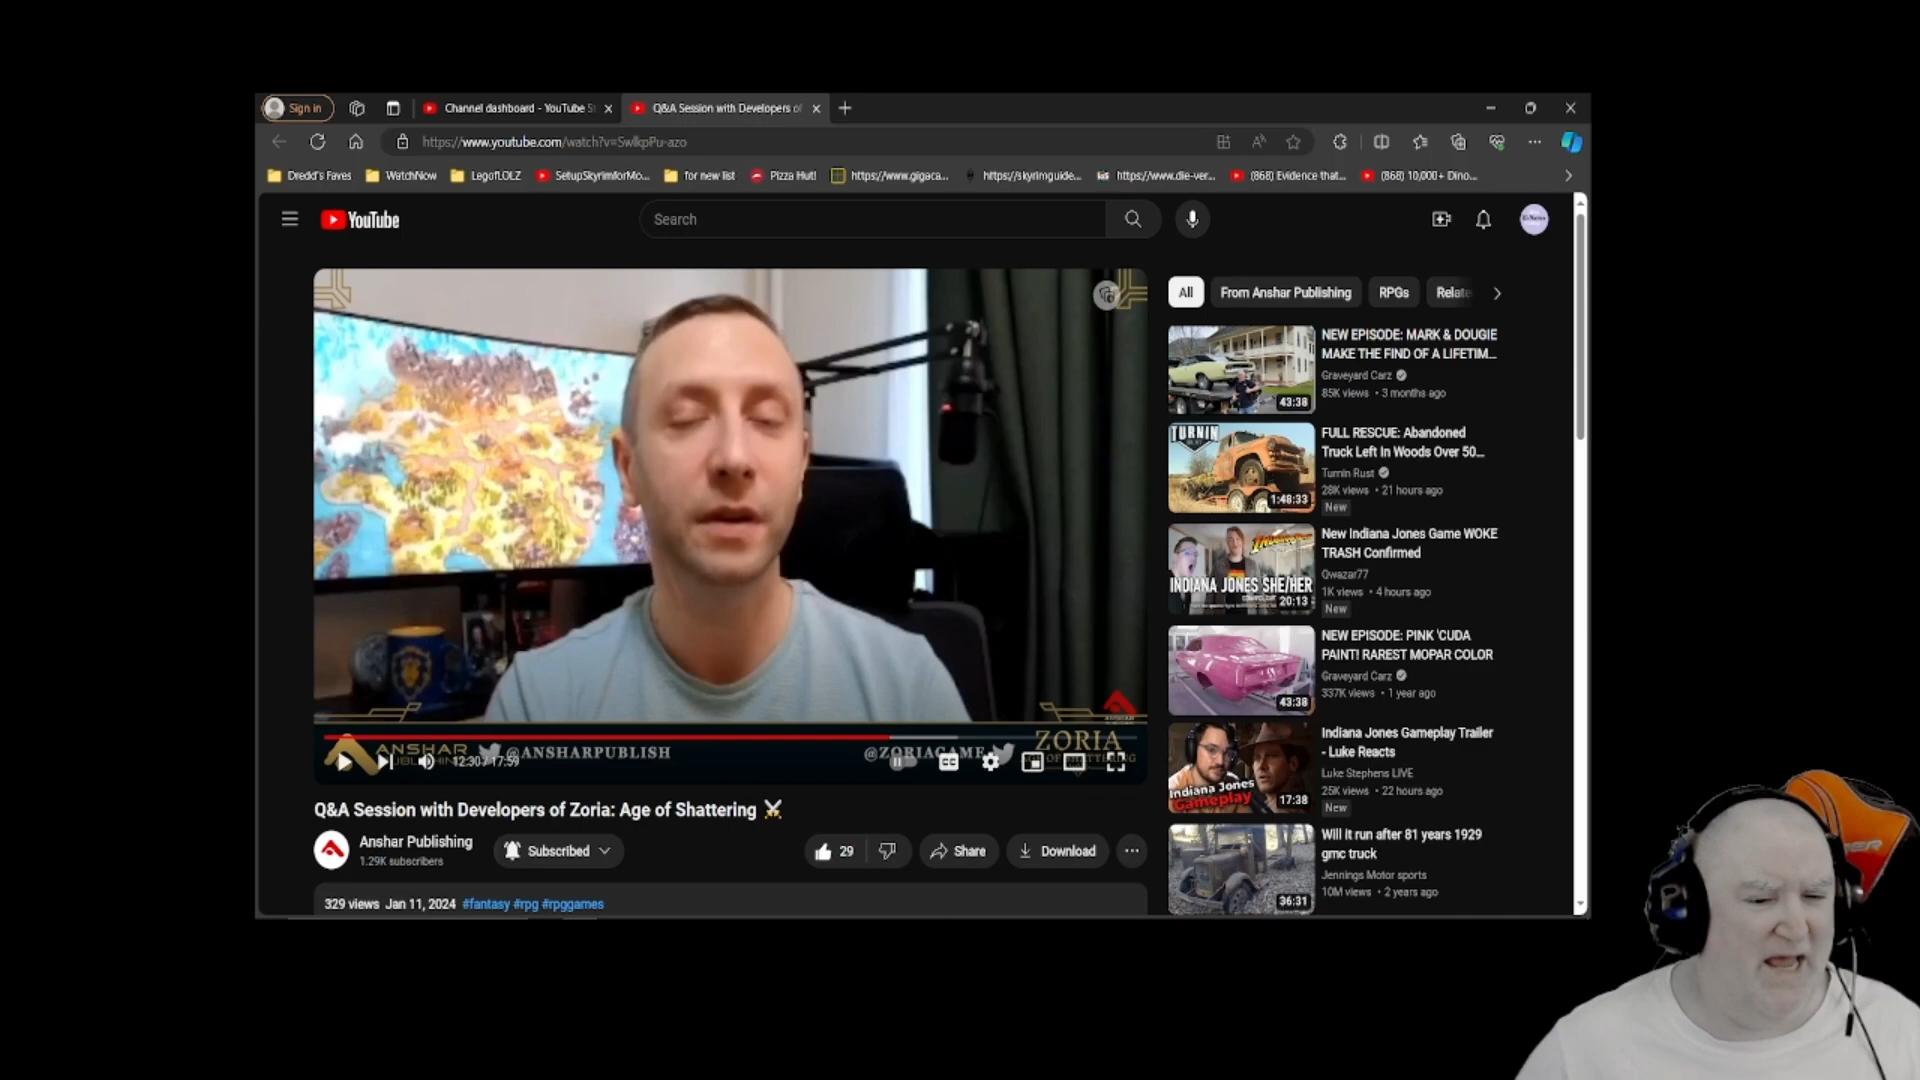 Sign in
Channel dashboard - YouTube S
Q&A Session with Developers of
https://www.youtube.com/watch?v=SwlkpPu-azo
Dredd's Faves
WatchNow
LegofLOLZ
SetupSkyrimforMo...
for new list
Pizza Hut!
https://www.gigaca...
https://skyrimguide...
https://www.die-ver...
(868) Evidence that...
(868) 10,000+ Dino...
YouTube
Search
All
From Anshar Publishing
RPGs
Relate
NEW EPISODE: MARK & DOUGIE
MAKE THE FIND OF A LIFETIM...
Graveyard Carz
85K views • 3 months ago
43:38
TURNIN
FULL RESCUE: Abandoned
Truck Left In Woods Over 50...
Turnin Rust
28K views • 21 hours ago
New
1:48:33
New Indiana Jones Game WOKE
TRASH Confirmed
Qwazar77
1K views • 4 hours ago
New
INDIANA JONES SHE/HER
20:13
NEW EPISODE: PINK 'CUDA
PAINT! RAREST MOPAR COLOR
Graveyard Carz
337K views • 1 year ago
43:38
Indiana Jones Gameplay Trailer
- Luke Reacts
Luke Stephens LIVE
25K views • 22 hours ago
New
Indiana Jones
Gameplay
17:38
Will it run after 81 years 1929
gmc truck
Jennings Motor sports
10M views • 2 years ago
36:31
ANSHAR
@ANSHARPUBLISH
@ZORIAGAME
ZORIA
12:30 / 17:59
CC
Q&A Session with Developers of Zoria: Age of Shattering
Anshar Publishing
1.29K subscribers
Subscribed
29
Share
Download
329 views Jan 11, 2024 #fantasy #rpg #rpggames